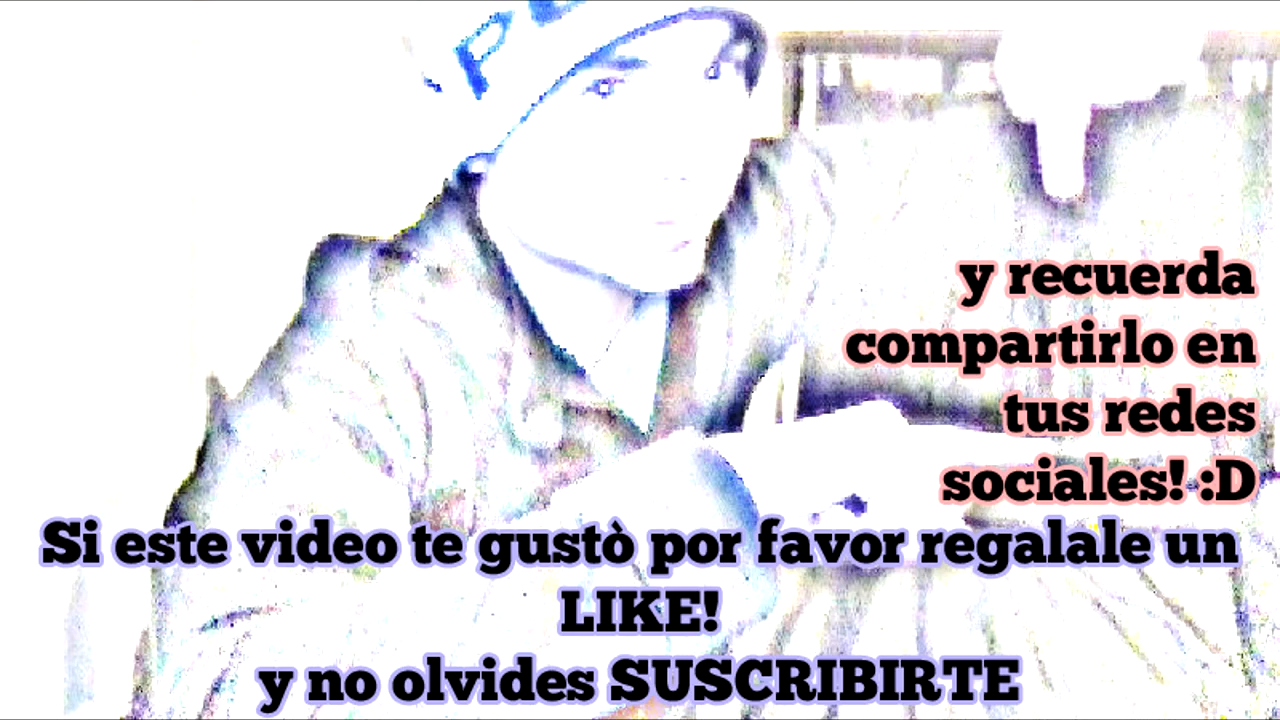 y recuerda
compartirlo en
tus redes
sociales! :D
Si este video te gustò por favor regalale un
LIKE!
y no olvides SUSCRIBIRTE